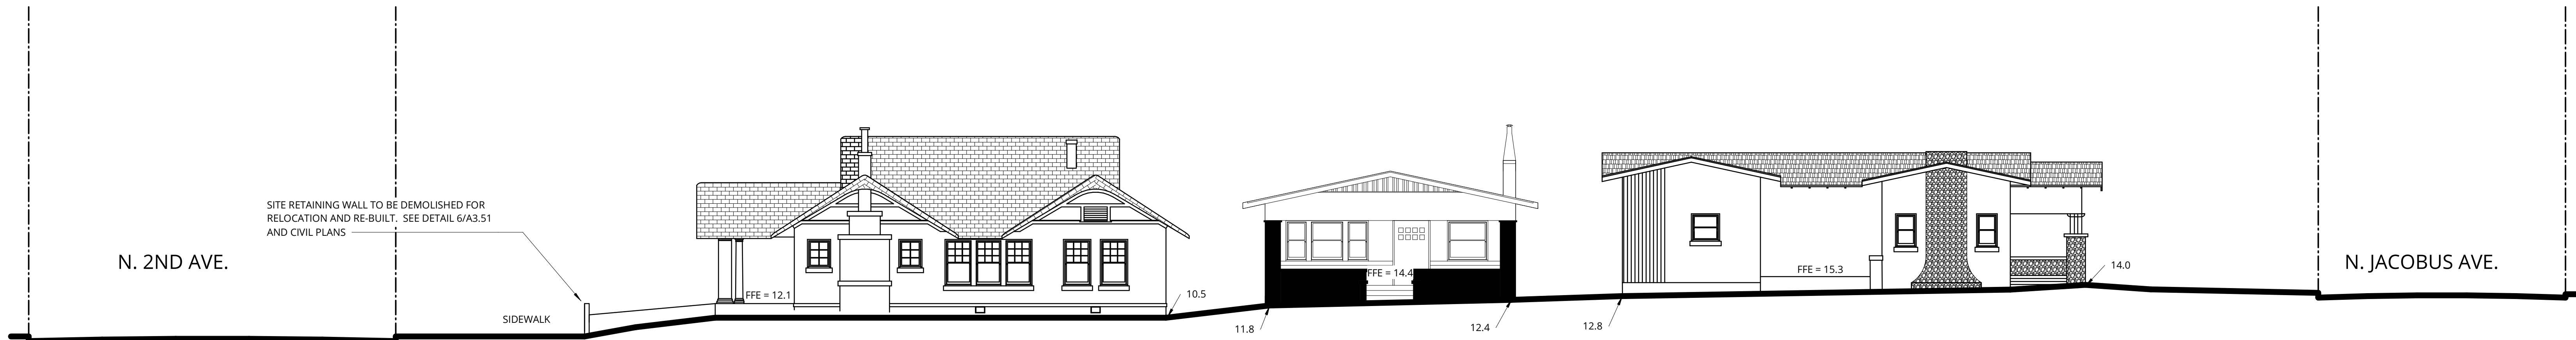 SITE RETAINING WALL TO BE DEMOLISHED FOR
RELOCATION AND RE-BUILT.  SEE DETAIL 6/A3.51
AND CIVIL PLANS
N. 2ND AVE.
SIDEWALK
FFE = 12.1
10.5
11.8
FFE = 14.4
12.4
12.8
FFE = 15.3
14.0
N. JACOBUS AVE.